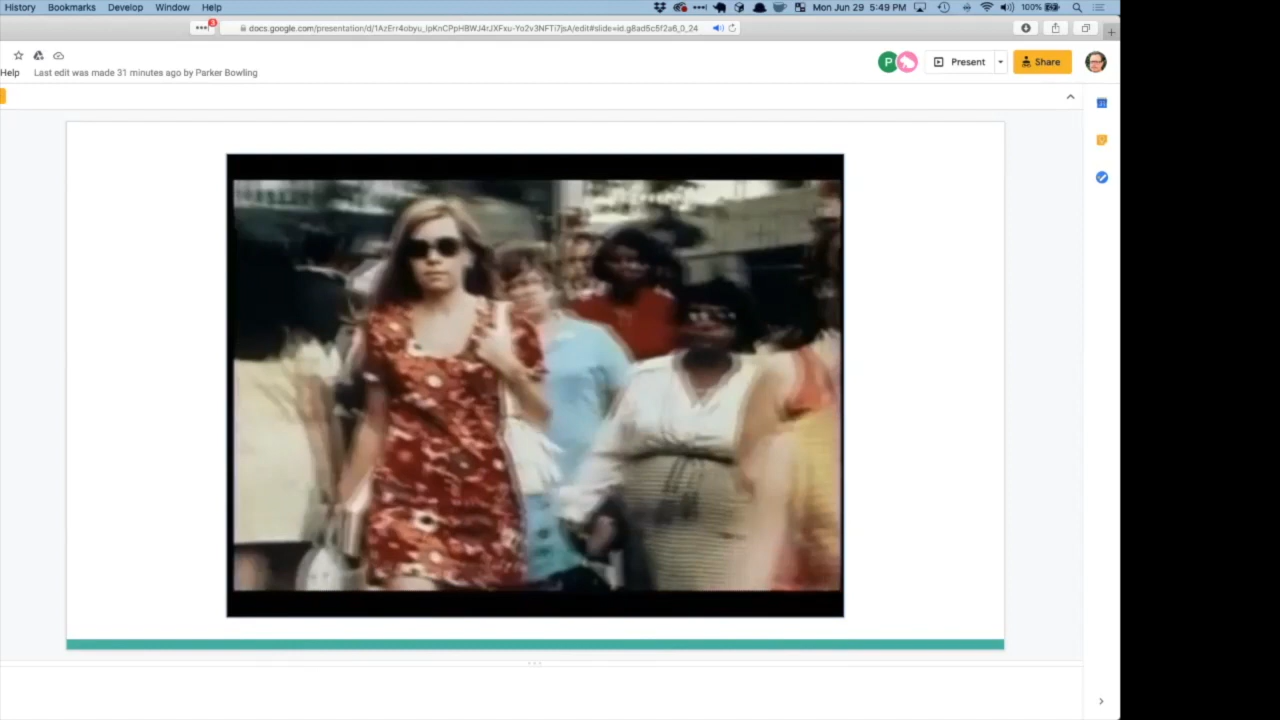 History Bookmarks Develop Window Help
Mon Jun 29 5:49 PM 100%
3
Help Last edit was made 31 minutes ago by Parker Bowling
P
Present
Share